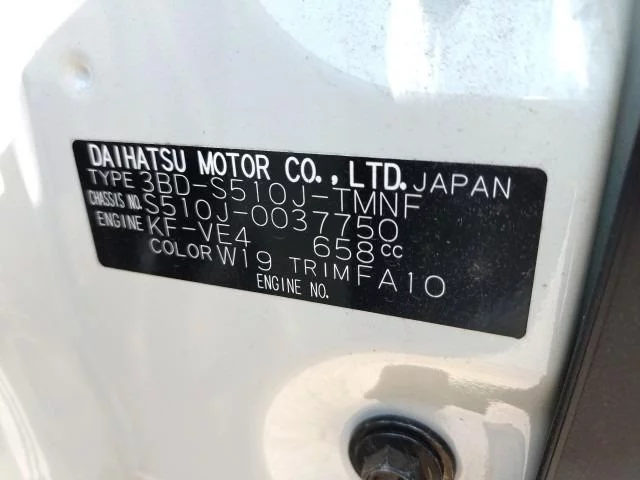 DAIHATSU MOTOR CO.,LTD. JAPAN
TYPE 3BD-S510J-TMNF
CHASSIS NO. S510J-0037750
ENGINE KF-VE4 658cc
COLOR W19 TRIM FA10
ENGINE NO.